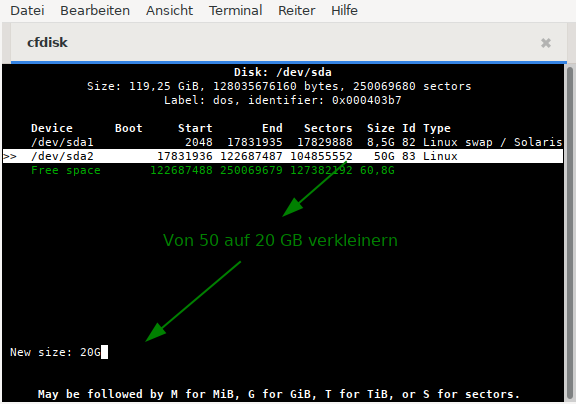 Datei Bearbeiten Ansicht Terminal Reiter Hilfe
cfdisk
Disk: /dev/sda
Size: 119,25 GiB, 128035676160 bytes, 250069680 sectors
Label: dos, identifier: 0x000403b7
Device Boot Start End Sectors Size Id Type
/dev/sda1 2048 17831935 17829888 8,5G 82 Linux swap / Solaris
>> /dev/sda2 17831936 122687487 104855552 50G 83 Linux
Free space 122687488 250069679 127382192 60,8G
Von 50 auf 20 GB verkleinern
New size: 20G
May be followed by M for MiB, G for GiB, T for TiB, or S for sectors.